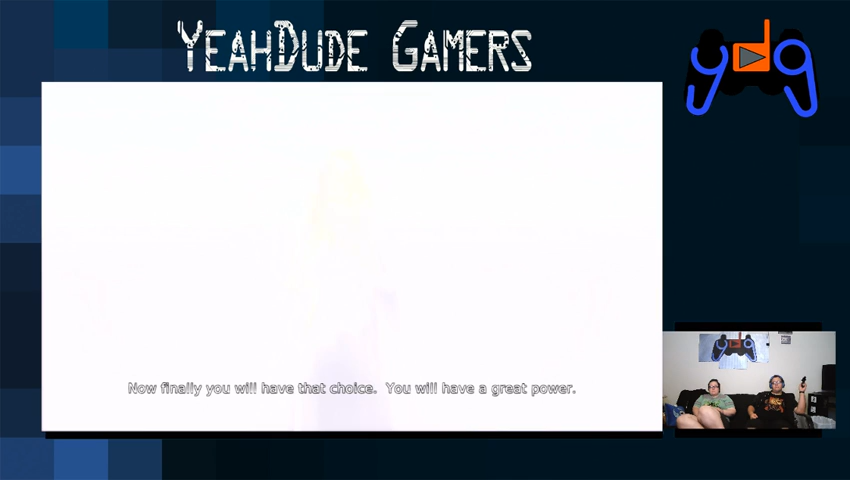 YeahDude Gamers
ydg
Now finally you will have that choice.  You will have a great power.